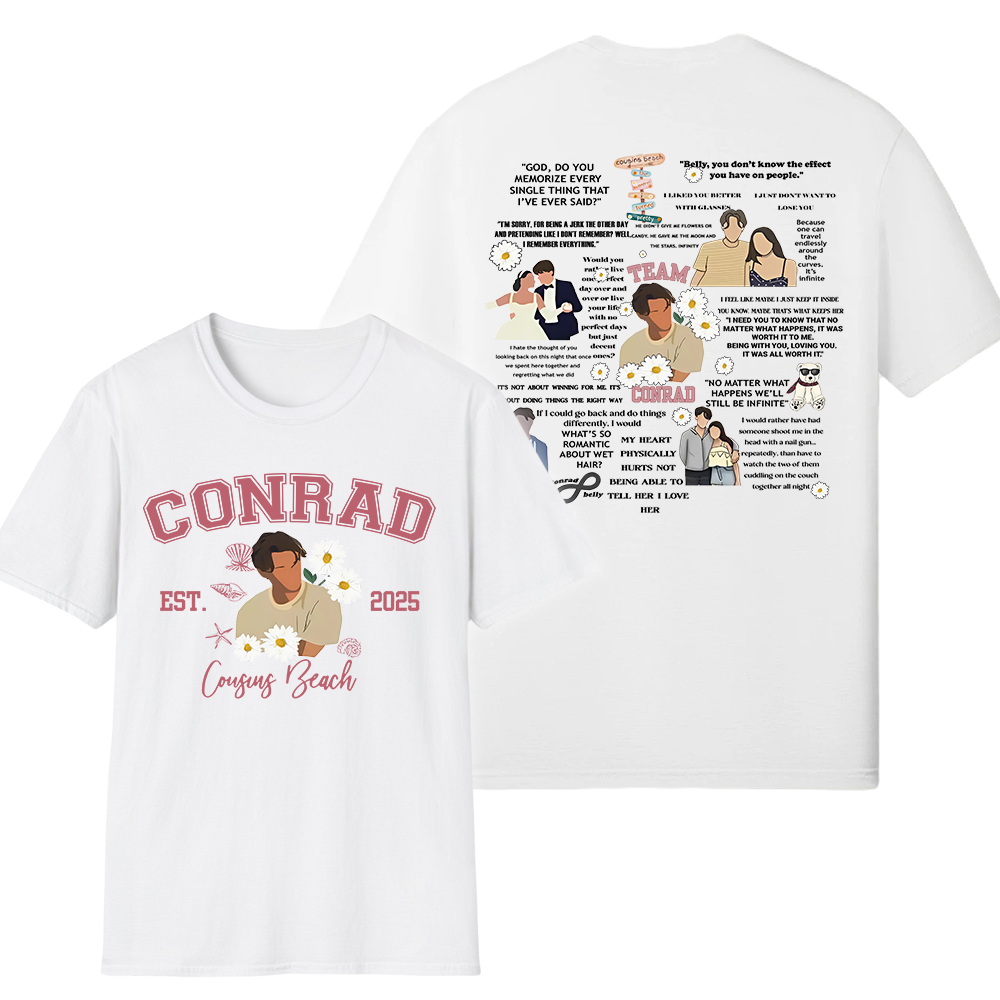 CONRAD
EST. 2025
Cousins Beach
"GOD, DO YOU
MEMORIZE EVERY
SINGLE THING THAT
I'VE EVER SAID?"
cousins beach
pretty
"Belly, you don't know the effect
you have on people."
I LIKED YOU BETTER
WITH GLASSES
I JUST DON'T WANT TO
LOSE YOU
"I'M SORRY, FOR BEING A JERK THE OTHER DAY
AND PRETENDING LIKE I DON'T REMEMBER? WELL,
I REMEMBER EVERYTHING."
HE DIDN'T GIVE ME FLOWERS OR
CANDY. HE GAVE ME THE MOON AND
THE STARS. INFINITY
Because
one can
travel
endlessly
around
the
curves.
It's
infinite
Would you
rather live
one perfect
day over and
over or live
your life
with no
perfect days
but just
decent
ones?
TEAM
CONRAD
I FEEL LIKE MAYBE I JUST KEEP IT INSIDE
YOU KNOW. MAYBE THAT'S WHAT KEEPS HER
"I NEED YOU TO KNOW THAT NO
MATTER WHAT HAPPENS, IT WAS
WORTH IT TO ME.
BEING WITH YOU, LOVING YOU.
IT WAS ALL WORTH IT."
I hate the thought of you
looking back on this night that once
we spent here together and
regretting what we did
IT'S NOT ABOUT WINNING FOR ME, IT'S
OUT DOING THINGS THE RIGHT WAY
"NO MATTER WHAT
HAPPENS WE'LL
STILL BE INFINITE"
If I could go back and do things
differently, I would
WHAT'S SO
ROMANTIC
ABOUT WET
HAIR?
MY HEART
PHYSICALLY
HURTS NOT
BEING ABLE TO
TELL HER I LOVE
HER
I would rather have had
someone shoot me in the
head with a nail gun...
repeatedly, than have to
watch the two of them
cuddling on the couch
together all night
onrad
belly